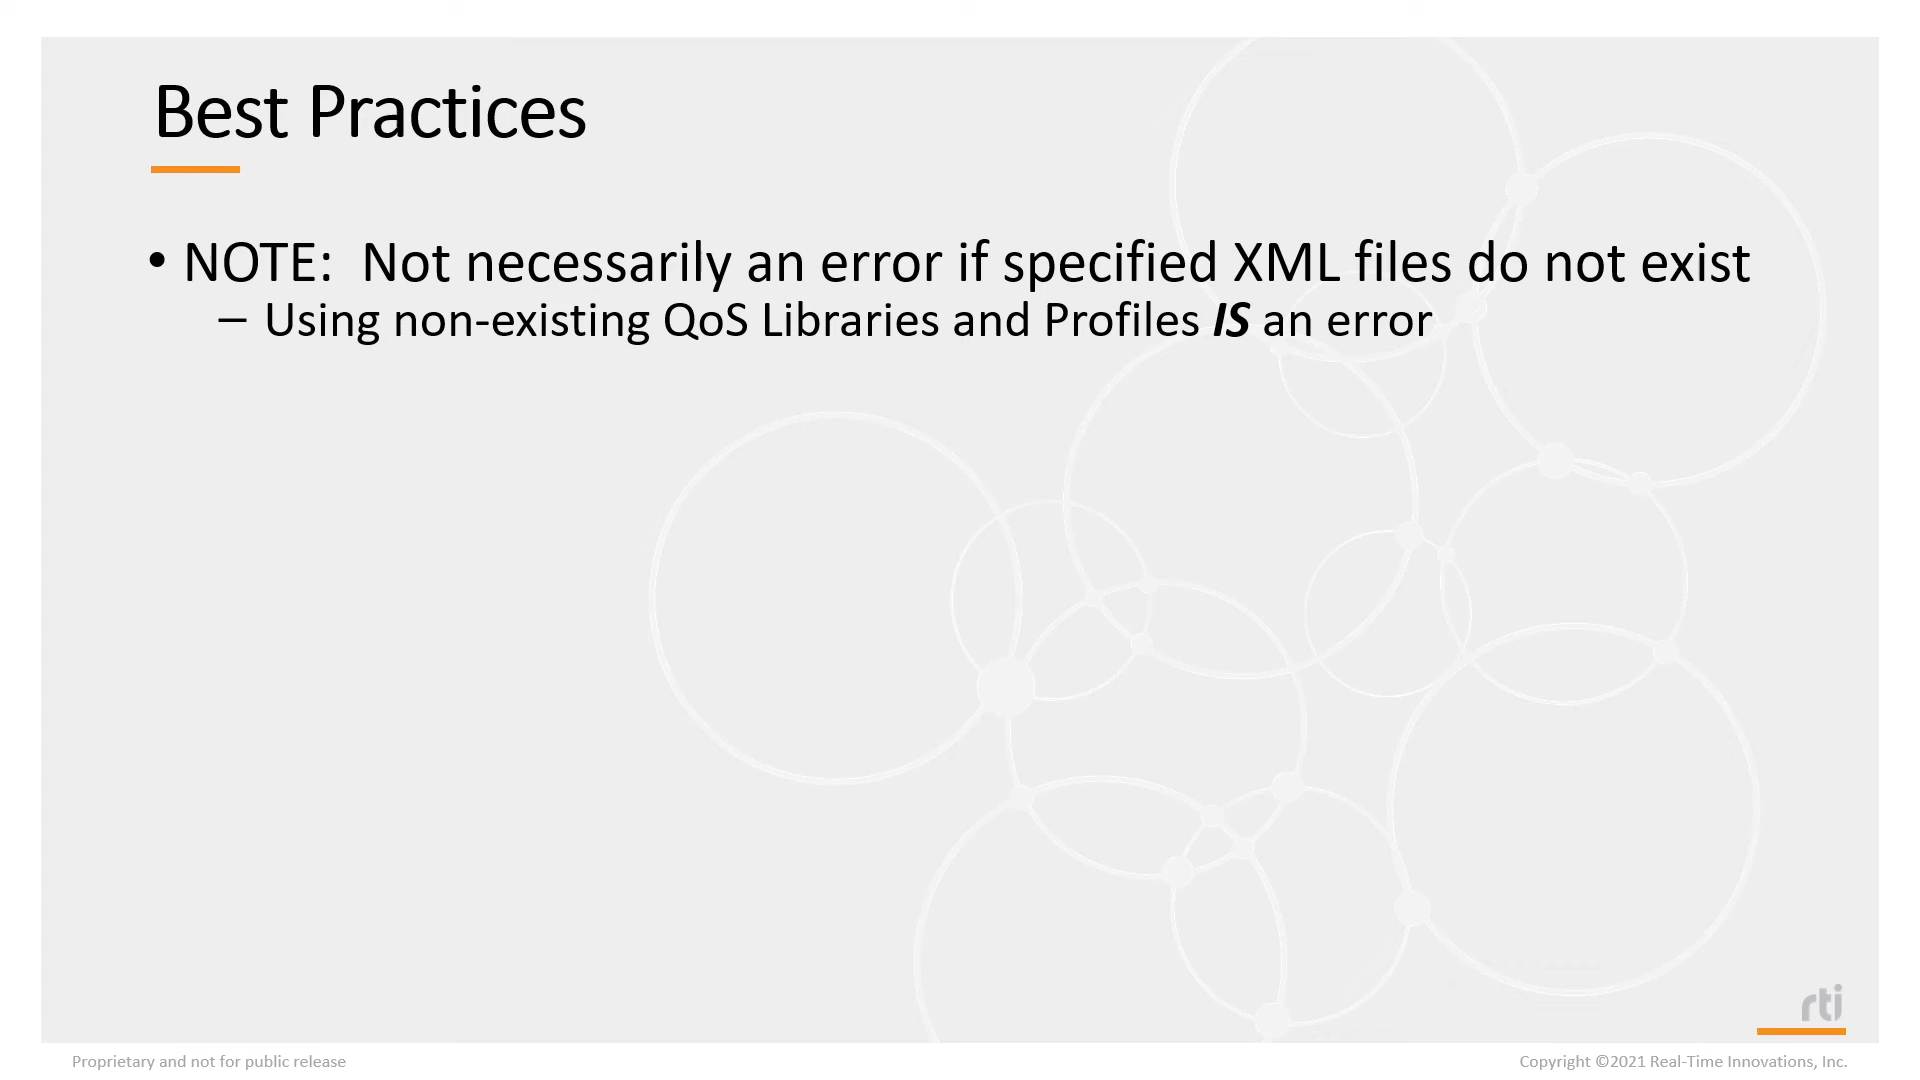 Best Practices
• NOTE:  Not necessarily an error if specified XML files do not exist
– Using non-existing QoS Libraries and Profiles IS an error
rti
Proprietary and not for public release
Copyright ©2021 Real-Time Innovations, Inc.